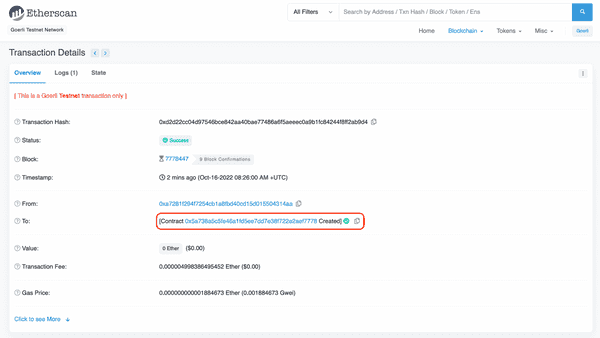 Etherscan
All Filters
Search by Address / Txn Hash / Block / Token / Ens
Goerli Testnet Network
Home Blockchain Tokens Misc Goerli
Transaction Details
Overview Logs (1) State
[ This is a Goerli Testnet transaction only ]
Transaction Hash:
Status: Success
Block: 7778447 9 Block Confirmations
Timestamp: 2 mins ago (Oct-16-2022 08:26:00 AM +UTC)
From:
To: [Contract Created]
Value: 0 Ether ($0.00)
Transaction Fee: 0.000004998386495452 Ether ($0.00)
Gas Price: 0.000000000001884673 Ether (0.001884673 Gwei)
Click to see More